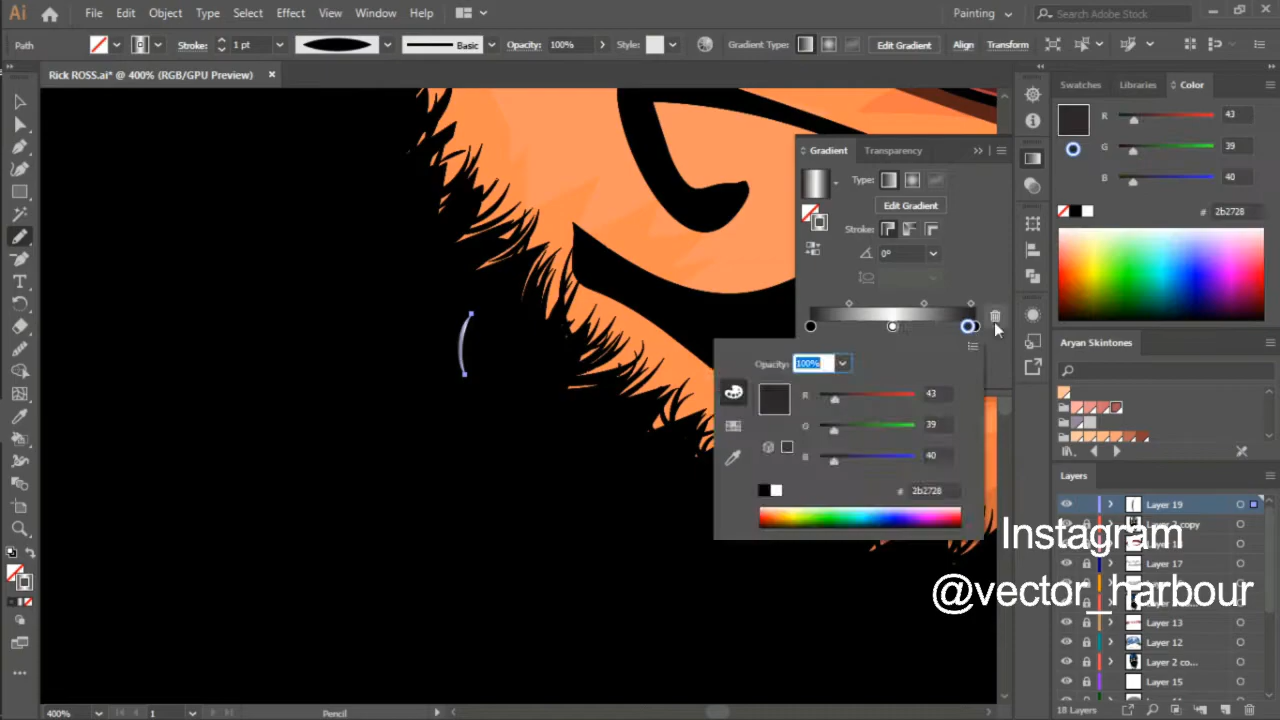 Ai File Edit Object Type Select Effect View Window Help Painting Search Adobe Stock
Path Stroke: 1 pt Basic Opacity: 100% Style: Gradient Type: Edit Gradient Align Transform
Rick ROSS.ai* @ 400% (RGB/GPU Preview)
Swatches Libraries Color
R 43
G 39
B 40
# 2b2728
Gradient Transparency
Type:
Edit Gradient
Stroke:
0°
Opacity: 100%
R 43
G 39
B 40
# 2b2728
Aryan Skintones
Layers
Layer 19
Layer 2 copy
Layer 17
Layer 13
Layer 12
Layer 2 co...
Layer 15
18 Layers
Instagram
@vector_harbour
400% 1 Pencil